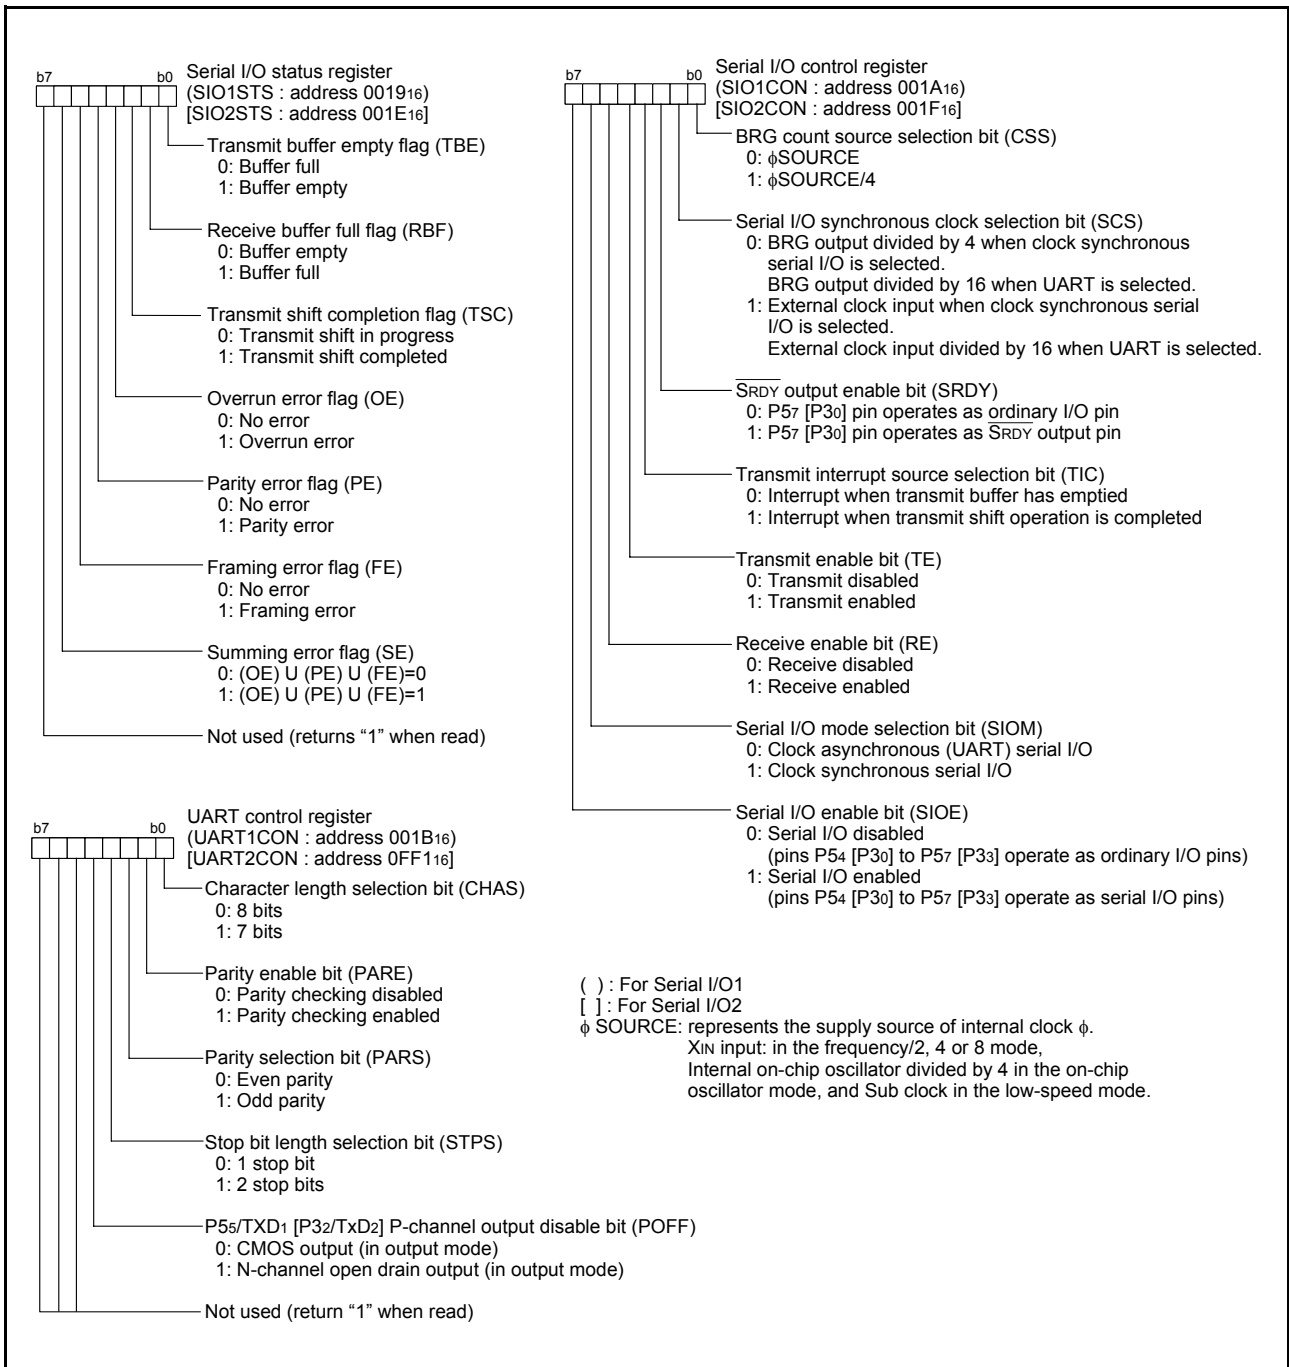 b7 b0 Serial I/O status register
(SIO1STS : address 001916)
[SIO2STS : address 001E16]
Transmit buffer empty flag (TBE)
0: Buffer full
1: Buffer empty
Receive buffer full flag (RBF)
0: Buffer empty
1: Buffer full
Transmit shift completion flag (TSC)
0: Transmit shift in progress
1: Transmit shift completed
Overrun error flag (OE)
0: No error
1: Overrun error
Parity error flag (PE)
0: No error
1: Parity error
Framing error flag (FE)
0: No error
1: Framing error
Summing error flag (SE)
0: (OE) U (PE) U (FE)=0
1: (OE) U (PE) U (FE)=1
Not used (returns “1” when read)
b7 b0 UART control register
(UART1CON : address 001B16)
[UART2CON : address 0FF116]
Character length selection bit (CHAS)
0: 8 bits
1: 7 bits
Parity enable bit (PARE)
0: Parity checking disabled
1: Parity checking enabled
Parity selection bit (PARS)
0: Even parity
1: Odd parity
Stop bit length selection bit (STPS)
0: 1 stop bit
1: 2 stop bits
P55/TXD1 [P32/TxD2] P-channel output disable bit (POFF)
0: CMOS output (in output mode)
1: N-channel open drain output (in output mode)
Not used (return “1” when read)
b7 b0 Serial I/O control register
(SIO1CON : address 001A16)
[SIO2CON : address 001F16]
BRG count source selection bit (CSS)
0: ϕSOURCE
1: ϕSOURCE/4
Serial I/O synchronous clock selection bit (SCS)
0: BRG output divided by 4 when clock synchronous
serial I/O is selected.
BRG output divided by 16 when UART is selected.
1: External clock input when clock synchronous serial
I/O is selected.
External clock input divided by 16 when UART is selected.
SRDY output enable bit (SRDY)
0: P57 [P30] pin operates as ordinary I/O pin
1: P57 [P30] pin operates as SRDY output pin
Transmit interrupt source selection bit (TIC)
0: Interrupt when transmit buffer has emptied
1: Interrupt when transmit shift operation is completed
Transmit enable bit (TE)
0: Transmit disabled
1: Transmit enabled
Receive enable bit (RE)
0: Receive disabled
1: Receive enabled
Serial I/O mode selection bit (SIOM)
0: Clock asynchronous (UART) serial I/O
1: Clock synchronous serial I/O
Serial I/O enable bit (SIOE)
0: Serial I/O disabled
(pins P54 [P30] to P57 [P33] operate as ordinary I/O pins)
1: Serial I/O enabled
(pins P54 [P30] to P57 [P33] operate as serial I/O pins)
( ) : For Serial I/O1
[ ] : For Serial I/O2
ϕ SOURCE: represents the supply source of internal clock ϕ.
XIN input: in the frequency/2, 4 or 8 mode,
Internal on-chip oscillator divided by 4 in the on-chip
oscillator mode, and Sub clock in the low-speed mode.